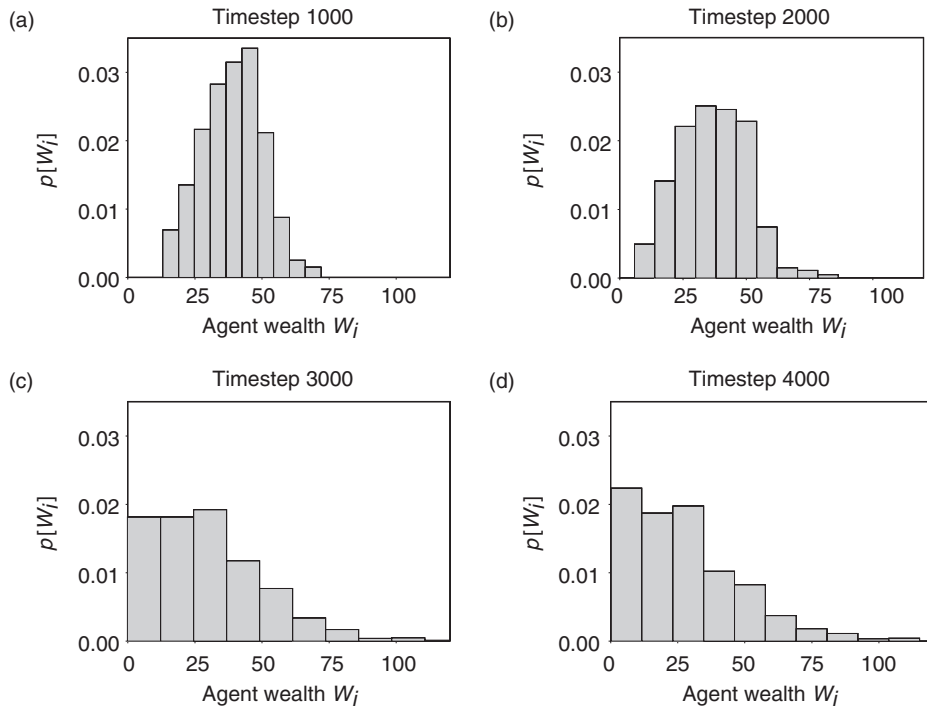 (a) Timestep 1000
0.03
0.02
0.01
0.00
p[Wi]
0 25 50 75 100
Agent wealth Wi
(b) Timestep 2000
0.03
0.02
0.01
0.00
p[Wi]
0 25 50 75 100
Agent wealth Wi
(c) Timestep 3000
0.03
0.02
0.01
0.00
p[Wi]
0 25 50 75 100
Agent wealth Wi
(d) Timestep 4000
0.03
0.02
0.01
0.00
p[Wi]
0 25 50 75 100
Agent wealth Wi